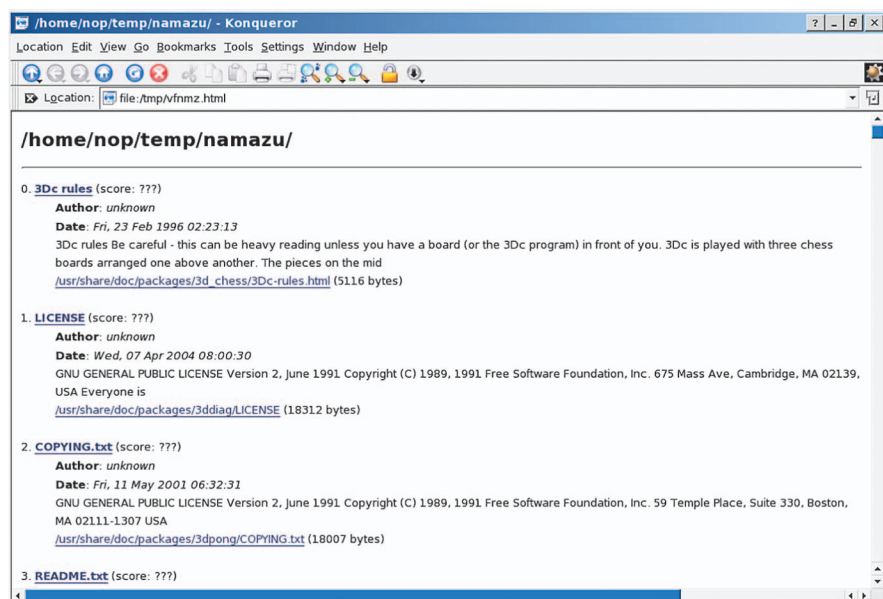 /home/nop/temp/namazu/ - Konqueror
Location Edit View Go Bookmarks Tools Settings Window Help
Location: file:/tmp/vfnmz.html
/home/nop/temp/namazu/
0. 3Dc rules (score: ???)
Author: unknown
Date: Fri, 23 Feb 1996 02:23:13
3Dc rules Be careful - this can be heavy reading unless you have a board (or the 3Dc program) in front of you. 3Dc is played with three chess
boards arranged one above another. The pieces on the mid
/usr/share/doc/packages/3d_chess/3Dc-rules.html (5116 bytes)
1. LICENSE (score: ???)
Author: unknown
Date: Wed, 07 Apr 2004 08:00:30
GNU GENERAL PUBLIC LICENSE Version 2, June 1991 Copyright (C) 1989, 1991 Free Software Foundation, Inc. 675 Mass Ave, Cambridge, MA 02139,
USA Everyone is
/usr/share/doc/packages/3ddiag/LICENSE (18312 bytes)
2. COPYING.txt (score: ???)
Author: unknown
Date: Fri, 11 May 2001 06:32:31
GNU GENERAL PUBLIC LICENSE Version 2, June 1991 Copyright (C) 1989, 1991 Free Software Foundation, Inc. 59 Temple Place, Suite 330, Boston,
MA 02111-1307 USA
/usr/share/doc/packages/3dpong/COPYING.txt (18007 bytes)
3. README.txt (score: ???)